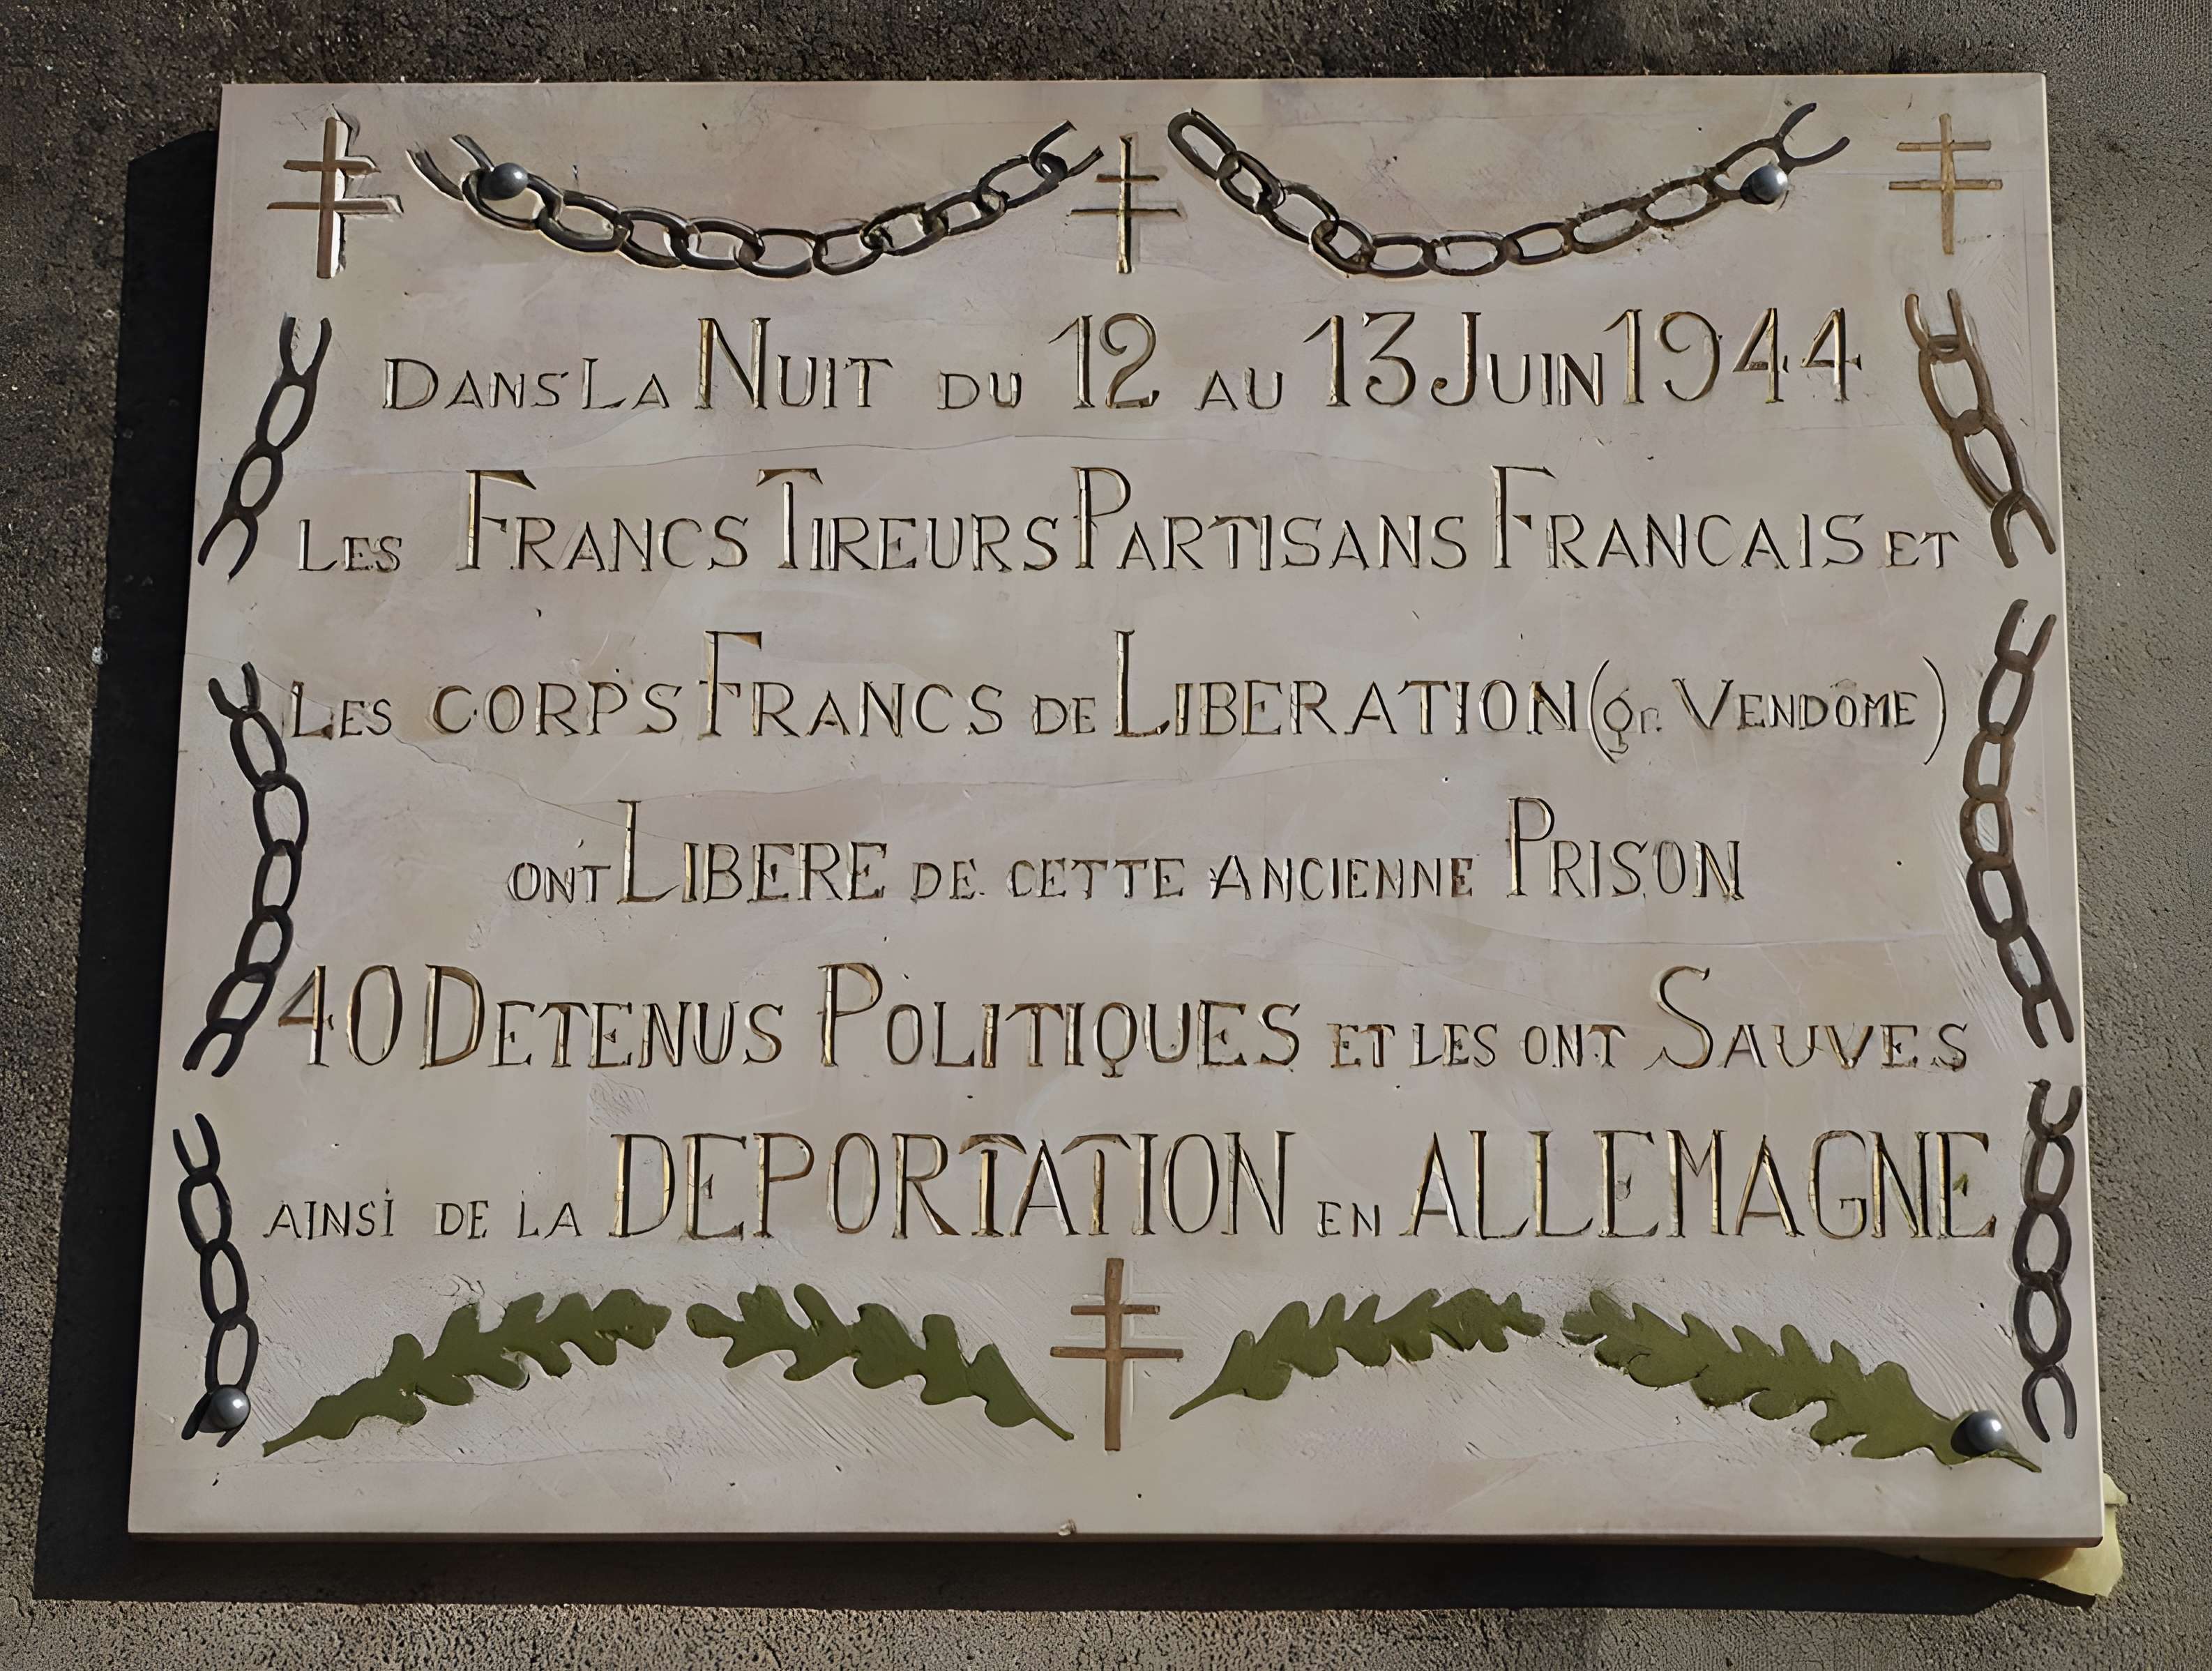 DANS LA NUIT DU 12 AU 13 JUIN 1944
LES FRANCS TIREURS PARTISANS FRANCAIS ET
LES CORPS FRANCS DE LIBERATION (gr. VENDÔME)
ONT LIBERE DE CETTE ANCIENNE PRISON
40 DETENUS POLITIQUES ET LES ONT SAUVES
AINSI DE LA DEPORTATION EN ALLEMAGNE